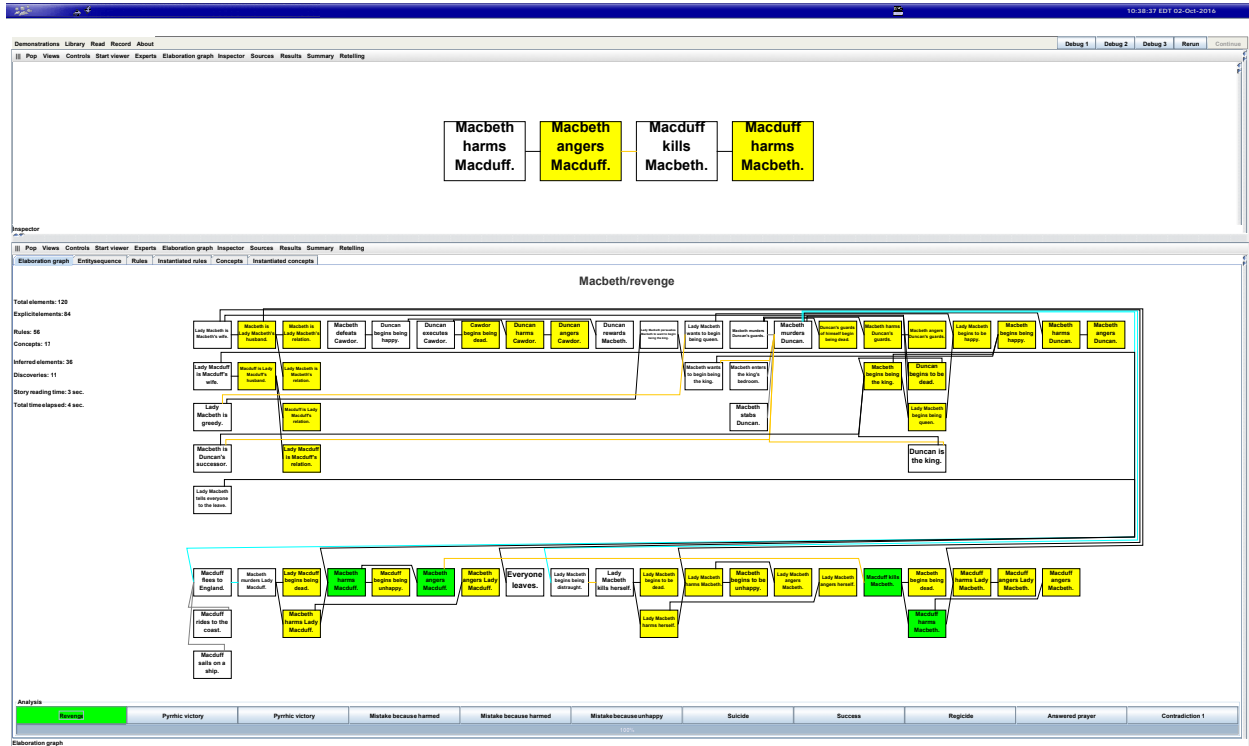 10:38:37 EDT 02-Oct-2016
Demonstrations Library Read Record About
Debug 1 Debug 2 Debug 3 Rerun Continue
||| Pop Views Controls Start viewer Experts Elaboration graph Inspector Sources Results Summary Retelling
Macbeth
harms
Macduff.
Macbeth
angers
Macduff.
Macduff
kills
Macbeth.
Macduff
harms
Macbeth.
Inspector
||| Pop Views Controls Start viewer Experts Elaboration graph Inspector Sources Results Summary Retelling
Elaboration graph Entitysequence Rules Instantiated rules Concepts Instantiated concepts
Macbeth/revenge
Total elements: 120
Explicitelements: 84
Rules: 56
Concepts: 17
Inferred elements: 36
Discoveries: 11
Story reading time: 3 sec.
Total time elapsed: 4 sec.
Lady Macbeth is
Macbeth's wife.
Macbeth is
Lady Macbeth's
husband.
Macbeth is
Lady Macbeth's
relation.
Macbeth
defeats
Cawdor.
Duncan
begins being
happy.
Duncan
executes
Cawdor.
Cawdor
begins being
dead.
Duncan
harms
Cawdor.
Duncan
angers
Cawdor.
Duncan
rewards
Macbeth.
Lady Macbeth persuades
Macbeth to want to begin
being the king.
Lady Macbeth
wants to begin
being queen.
Macbeth murders
Duncan's guards.
Macbeth
murders
Duncan.
Duncan's guards
of himself begin
being dead.
Macbeth harms
Duncan's
guards.
Macbeth angers
Duncan's guards.
Lady Macbeth
begins to be
happy.
Macbeth
begins being
happy.
Macbeth
harms
Duncan.
Macbeth
angers
Duncan.
Lady Macduff
is Macduff's
wife.
Macduff is Lady
Macduff's
husband.
Lady Macbeth is
Macbeth's
relation.
Macbeth wants
to begin being
the king.
Macbeth enters
the king's
bedroom.
Macbeth
begins being
the king.
Duncan
begins to be
dead.
Lady
Macbeth is
greedy.
Macduff is Lady
Macduff's
relation.
Macbeth
stabs
Duncan.
Lady Macbeth
begins being
queen.
Macbeth is
Duncan's
successor.
Lady Macduff
is Macduff's
relation.
Duncan is
the king.
Lady Macbeth
tells everyone
to the leave.
Macduff
flees to
England.
Macbeth
murders Lady
Macduff.
Lady Macduff
begins being
dead.
Macbeth
harms
Macduff.
Macduff
begins being
unhappy.
Macbeth
angers
Macduff.
Macbeth
angers Lady
Macduff.
Everyone
leaves.
Lady Macbeth
begins being
distraught.
Lady
Macbeth
kills herself.
Lady Macbeth
begins to be
dead.
Lady Macbeth
harms Macbeth.
Macbeth
begins to be
unhappy.
Lady Macbeth
angers
Macbeth.
Lady Macbeth
angers herself.
Macduff kills
Macbeth.
Macbeth
begins being
dead.
Macduff
harms Lady
Macbeth.
Macduff
angers Lady
Macbeth.
Macduff
angers
Macbeth.
Macduff
rides to the
coast.
Macbeth
harms Lady
Macduff.
Lady Macbeth
harms herself.
Macduff
harms
Macbeth.
Macduff
sails on a
ship.
Analysis
Revenge Pyrrhic victory Pyrrhic victory Mistake because harmed Mistake because harmed Mistake because unhappy Suicide Success Regicide Answered prayer Contradiction 1
100%
Elaboration graph